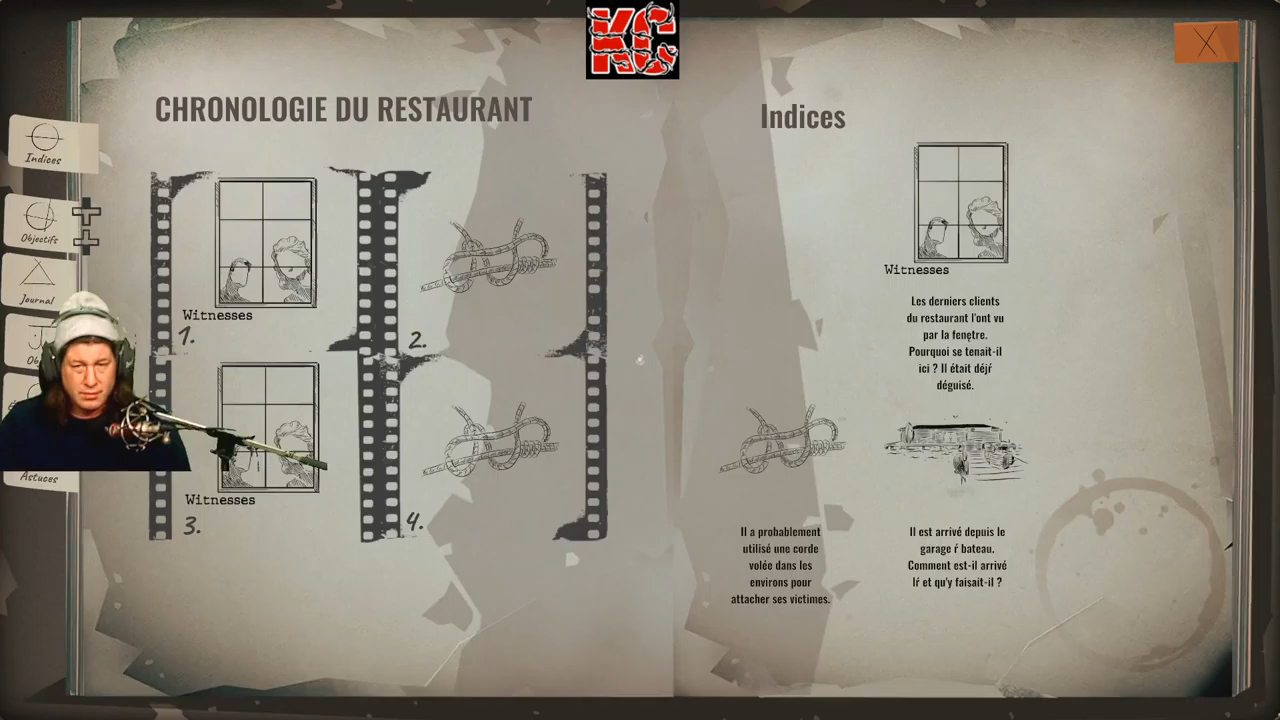 KC
X
CHRONOLOGIE DU RESTAURANT
Indices
Indices
Objectifs
Journal
Ob
Astuces
Witnesses
1.
2.
Witnesses
3.
4.
Witnesses
Les derniers clients
du restaurant l'ont vu
par la fenętre.
Pourquoi se tenait-il
ici ? Il était déjŕ
déguisé.
Il a probablement
utilisé une corde
volée dans les
environs pour
attacher ses victimes.
Il est arrivé depuis le
garage ŕ bateau.
Comment est-il arrivé
lŕ et qu'y faisait-il ?